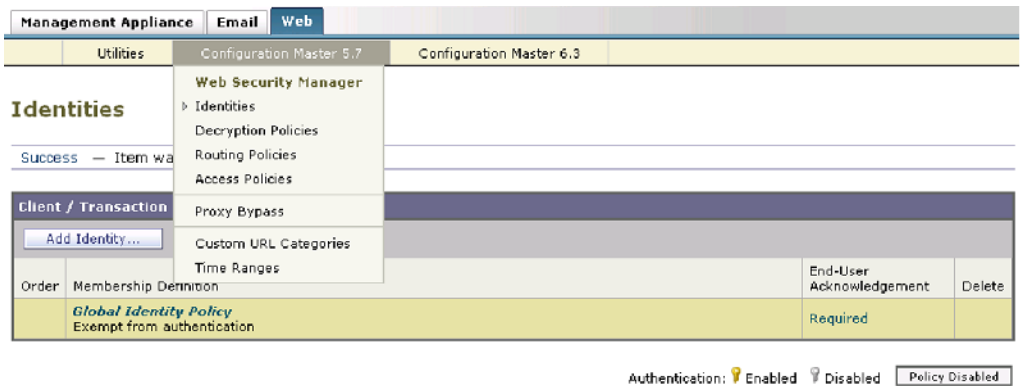 Management Appliance Email Web
Utilities Configuration Master 5.7 Configuration Master 6.3
Web Security Manager
Identities
Identities
Decryption Policies
Success — Item wa
Routing Policies
Access Policies
Client / Transaction
Proxy Bypass
Add Identity...
Custom URL Categories
Time Ranges
Order Membership Definition End-User Acknowledgement Delete
Global Identity Policy
Exempt from authentication
Required
Authentication: Enabled Disabled Policy Disabled